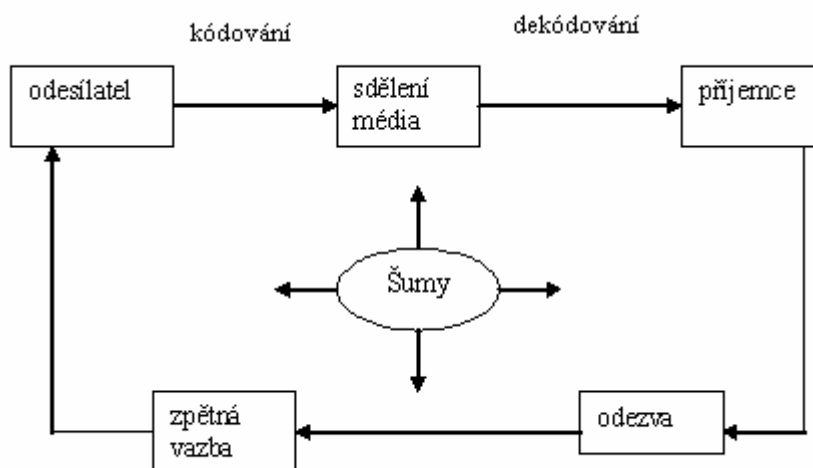 kódování
dekódování
odesílatel
sdělení
média
příjemce
Šumy
zpětná
vazba
odezva